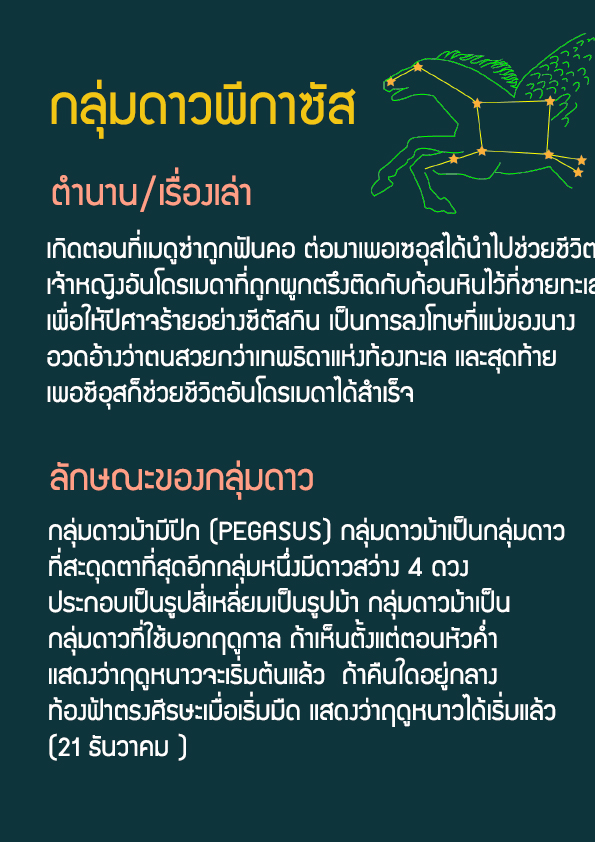 กลุ่มดาวพีกาซัส
ตำนาน/เรื่องเล่า
เกิดตอนที่เมดูซ่าถูกฟันคอ ต่อมาเพอเซอุสได้นำไปช่วยชีวิต
เจ้าหญิงอันโดรเมดาที่ถูกผูกตรึงติดกับก้อนหินไว้ที่ชายทะเล
เพื่อให้ปีศาจร้ายอย่างซีตัสกิน เป็นการลงโทษที่แม่ของนาง
อวดอ้างว่าตนสวยกว่าเทพธิดาแห่งท้องทะเล และสุดท้าย
เพอซีอุสก็ช่วยชีวิตอันโดรเมดาได้สำเร็จ
ลักษณะของกลุ่มดาว
กลุ่มดาวม้ามีปีก (PEGASUS) กลุ่มดาวม้าเป็นกลุ่มดาว
ที่สะดุดตาที่สุดอีกกลุ่มหนึ่งมีดาวสว่าง 4 ดวง
ประกอบเป็นรูปสี่เหลี่ยมเป็นรูปม้า กลุ่มดาวม้าเป็น
กลุ่มดาวที่ใช้บอกฤดูกาล ถ้าเห็นตั้งแต่ตอนหัวค่ำ
แสดงว่าฤดูหนาวจะเริ่มต้นแล้ว ถ้าคืนใดอยู่กลาง
ท้องฟ้าตรงศีรษะเมื่อเริ่มมืด แสดงว่าฤดูหนาวได้เริ่มแล้ว
(21 ธันวาคม )